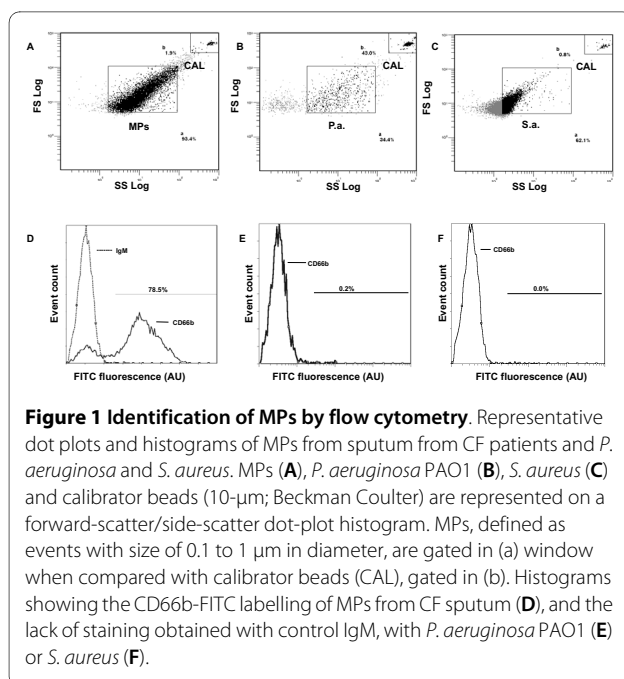 A
b
1.9%
CAL
FS Log
MPs
a
93.4%
SS Log
B
b
43.0%
CAL
FS Log
P.a.
a
34.4%
SS Log
C
b
0.8%
CAL
FS Log
S.a.
a
62.1%
SS Log
D
IgM
78.5%
CD66b
Event count
FITC fluorescence (AU)
E
CD66b
0.2%
Event count
FITC fluorescence (AU)
F
CD66b
0.0%
Event count
FITC fluorescence (AU)
Figure 1 Identification of MPs by flow cytometry. Representative
dot plots and histograms of MPs from sputum from CF patients and P.
aeruginosa and S. aureus. MPs (A), P. aeruginosa PAO1 (B), S. aureus (C)
and calibrator beads (10-μm; Beckman Coulter) are represented on a
forward-scatter/side-scatter dot-plot histogram. MPs, defined as
events with size of 0.1 to 1 μm in diameter, are gated in (a) window
when compared with calibrator beads (CAL), gated in (b). Histograms
showing the CD66b-FITC labelling of MPs from CF sputum (D), and the
lack of staining obtained with control IgM, with P. aeruginosa PAO1 (E)
or S. aureus (F).